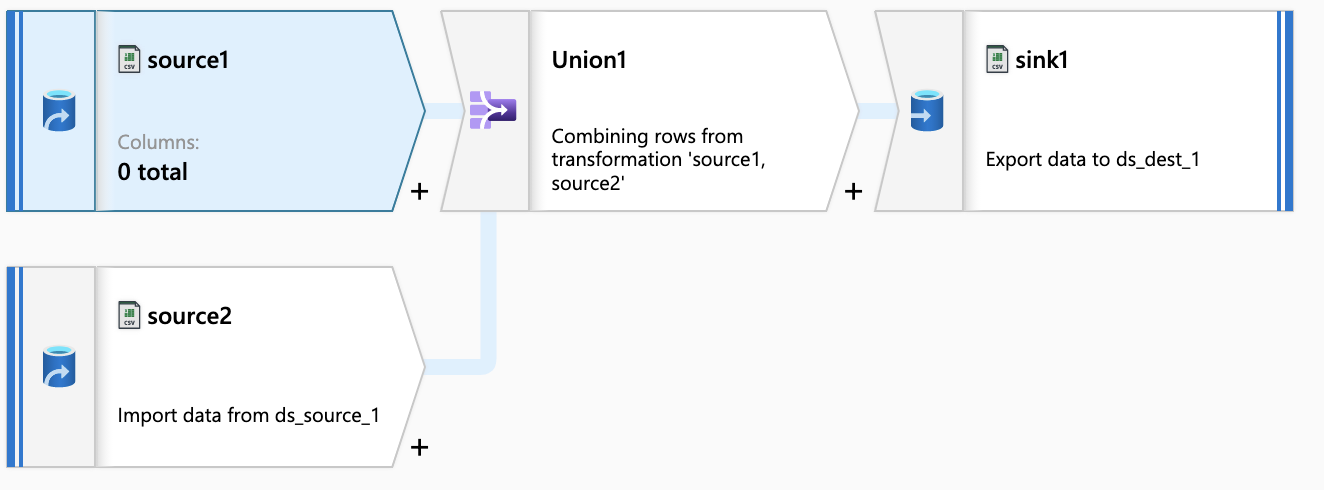 source1
Columns:
0 total
+
Union1
Combining rows from
transformation 'source1,
source2'
+
sink1
Export data to ds_dest_1
source2
Import data from ds_source_1
+
CSV
CSV
CSV